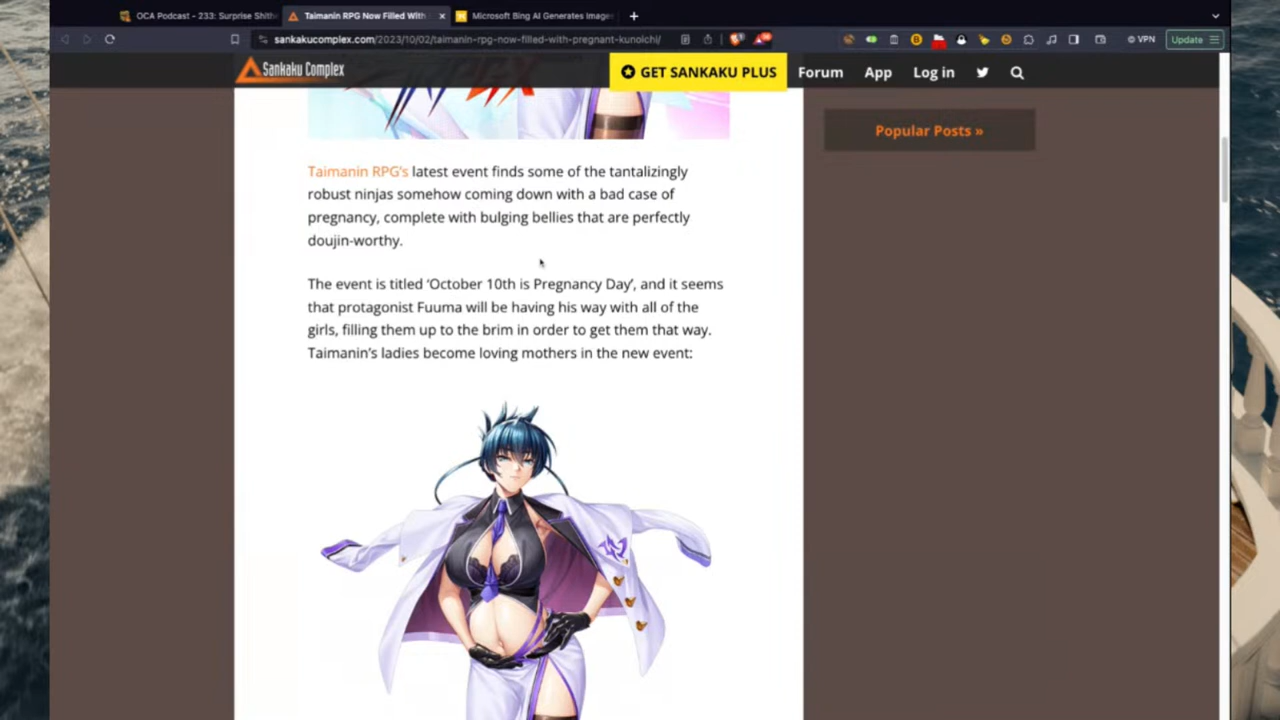 OCA Podcast - 233: Surprise Shith
Taimanin RPG Now Filled With
Microsoft Bing AI Generates Images
sankakucomplex.com/2023/10/02/taimanin-rpg-now-filled-with-pregnant-kunoichi/
VPN
Update
Sankaku Complex
GET SANKAKU PLUS
Forum
App
Log in
Popular Posts »
Taimanin RPG's latest event finds some of the tantalizingly
robust ninjas somehow coming down with a bad case of
pregnancy, complete with bulging bellies that are perfectly
doujin-worthy.
The event is titled ‘October 10th is Pregnancy Day’, and it seems
that protagonist Fuuma will be having his way with all of the
girls, filling them up to the brim in order to get them that way.
Taimanin’s ladies become loving mothers in the new event: